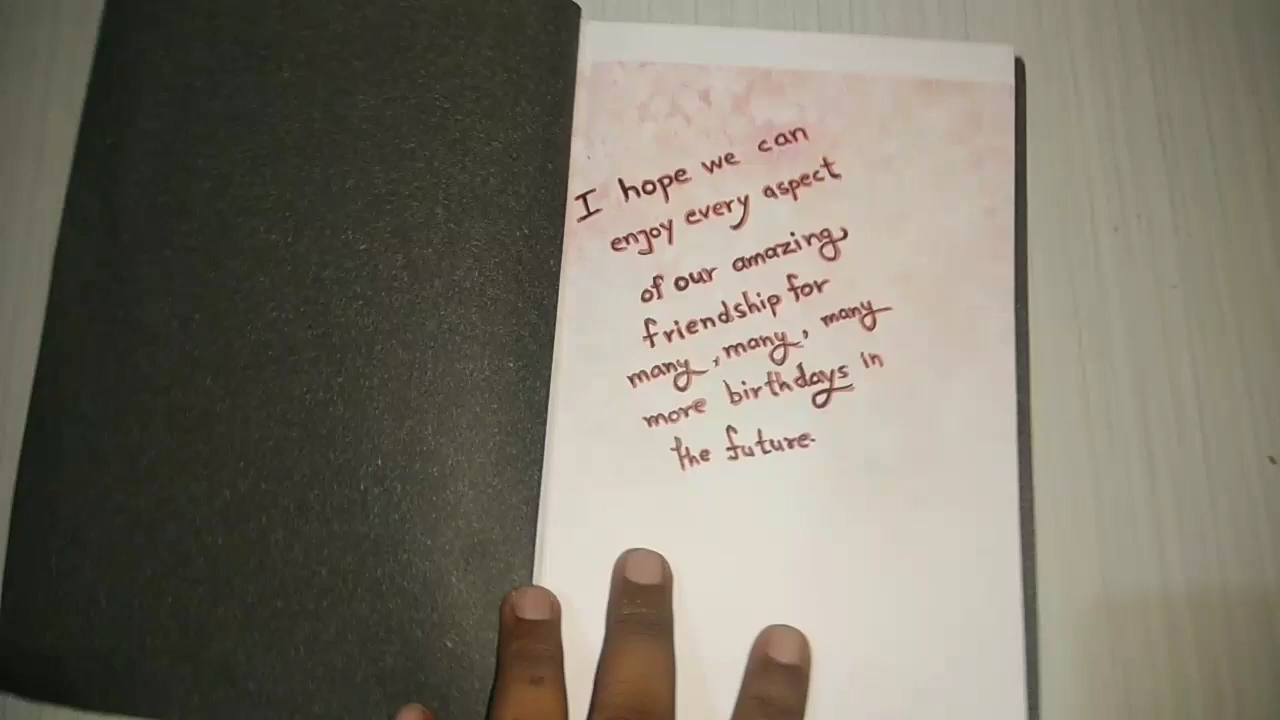 I hope we can
enjoy every aspect
of our amazing,
friendship for
many, many, many
more birthdays in
the future.